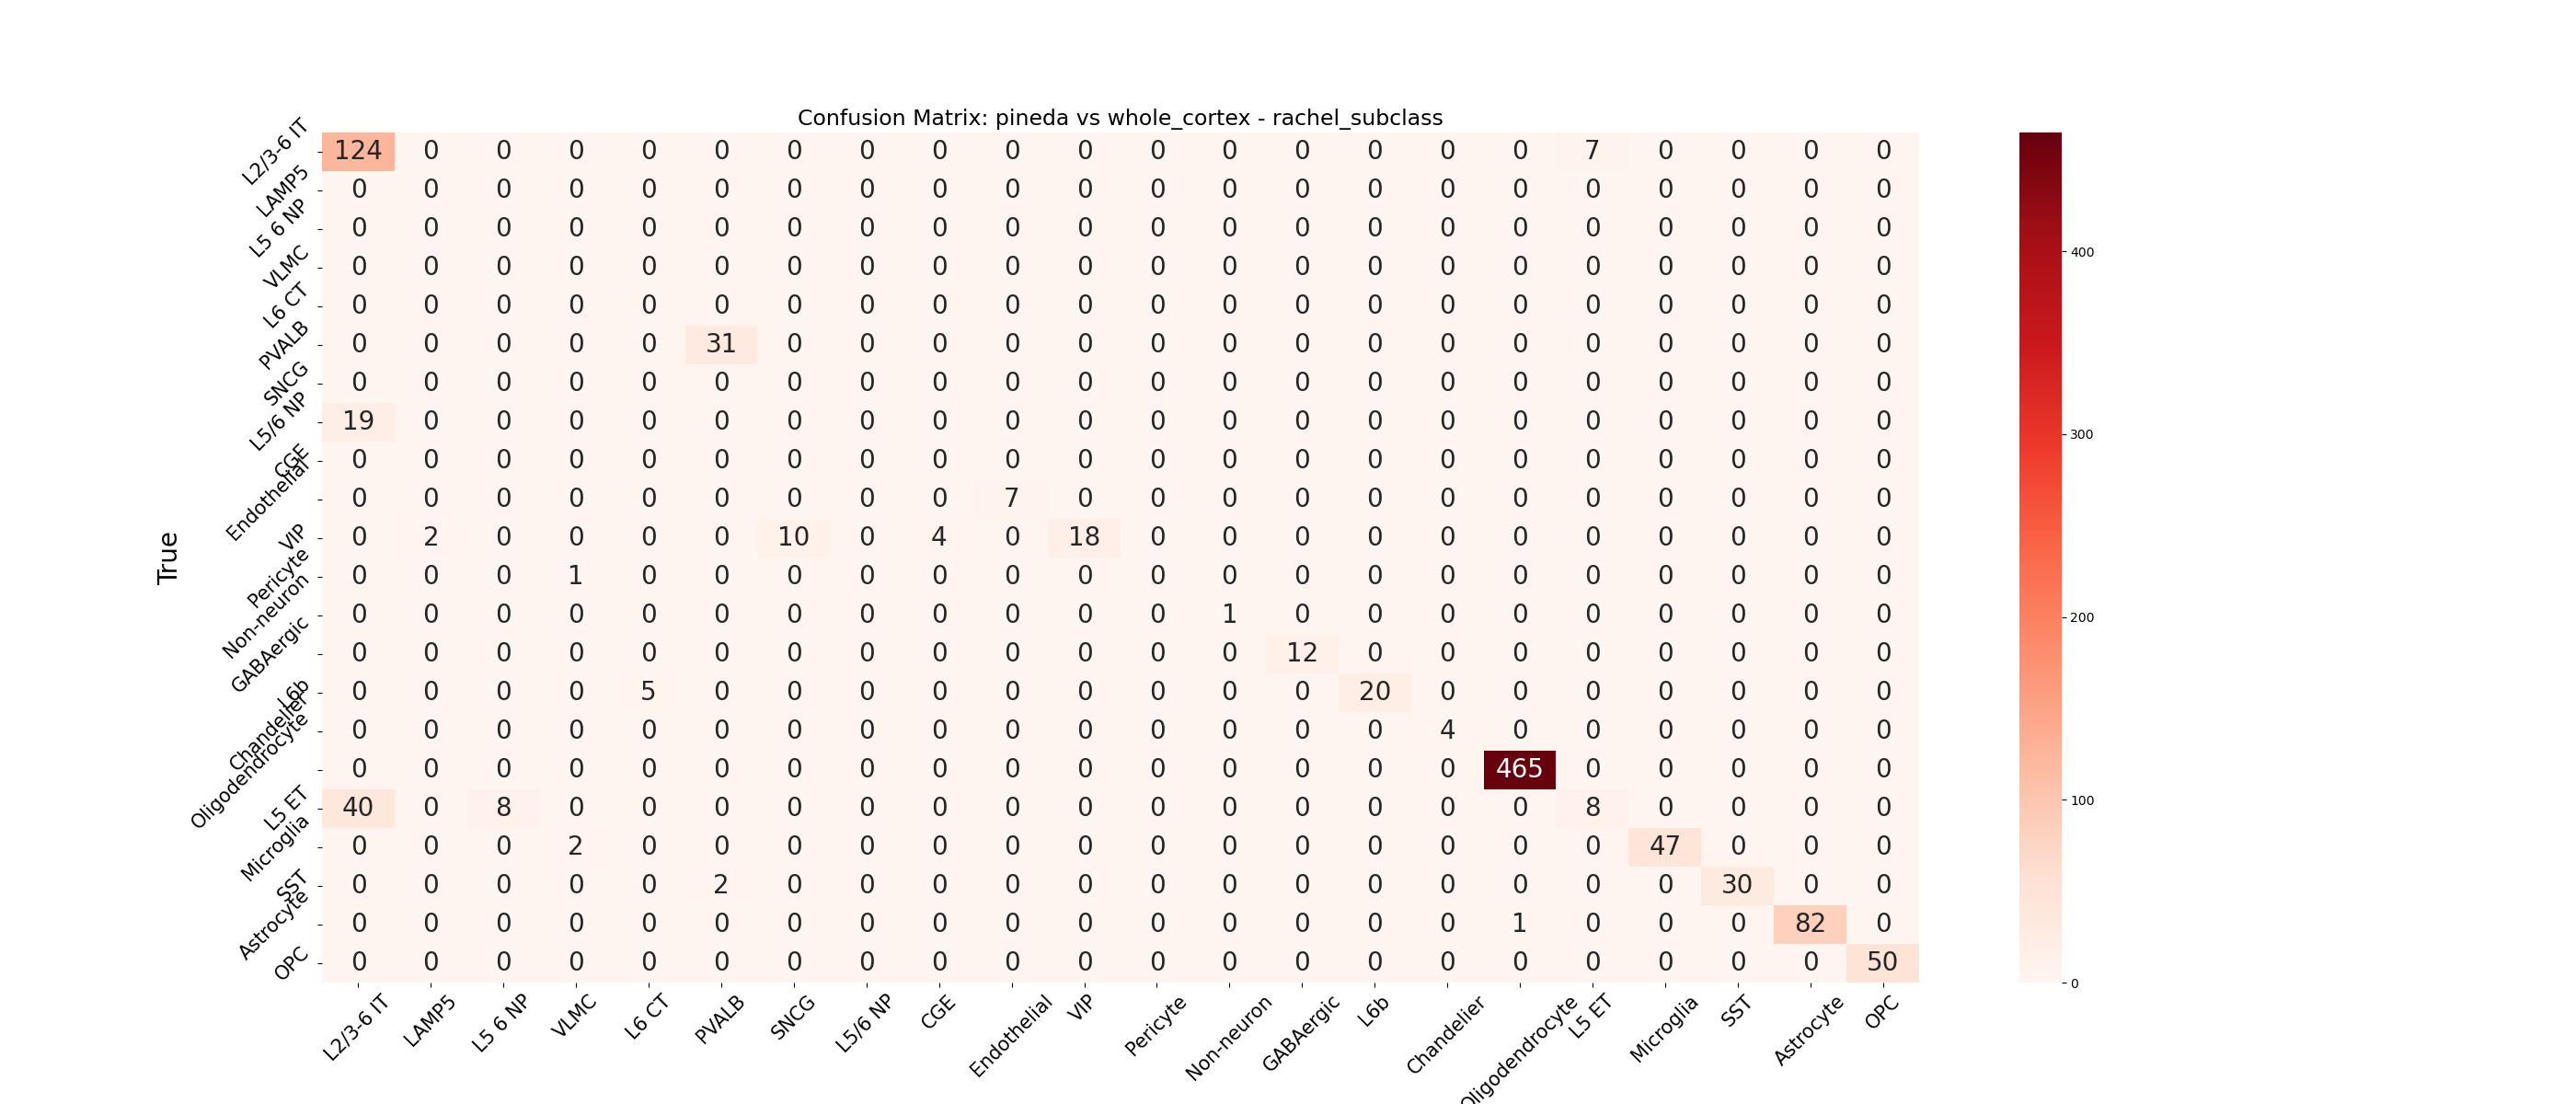 Confusion Matrix: pineda vs whole_cortex - rachel_subclass
True
L2/3-6 IT 124 0 0 0 0 0 0 0 0 0 0 0 0 0 0 0 0 7 0 0 0 0
LAMP5 0 0 0 0 0 0 0 0 0 0 0 0 0 0 0 0 0 0 0 0 0 0
L5 6 NP 0 0 0 0 0 0 0 0 0 0 0 0 0 0 0 0 0 0 0 0 0 0
VLMC 0 0 0 0 0 0 0 0 0 0 0 0 0 0 0 0 0 0 0 0 0 0
L6 CT 0 0 0 0 0 0 0 0 0 0 0 0 0 0 0 0 0 0 0 0 0 0
PVALB 0 0 0 0 0 31 0 0 0 0 0 0 0 0 0 0 0 0 0 0 0 0
SNCG 0 0 0 0 0 0 0 0 0 0 0 0 0 0 0 0 0 0 0 0 0 0
L5/6 NP 19 0 0 0 0 0 0 0 0 0 0 0 0 0 0 0 0 0 0 0 0 0
CGE 0 0 0 0 0 0 0 0 0 0 0 0 0 0 0 0 0 0 0 0 0 0
Endothelial 0 0 0 0 0 0 0 0 0 7 0 0 0 0 0 0 0 0 0 0 0 0
VIP 0 2 0 0 0 0 10 0 4 0 18 0 0 0 0 0 0 0 0 0 0 0
Pericyte 0 0 0 1 0 0 0 0 0 0 0 0 0 0 0 0 0 0 0 0 0 0
Non-neuron 0 0 0 0 0 0 0 0 0 0 0 0 1 0 0 0 0 0 0 0 0 0
GABAergic 0 0 0 0 0 0 0 0 0 0 0 0 0 12 0 0 0 0 0 0 0 0
L6b 0 0 0 0 5 0 0 0 0 0 0 0 0 0 20 0 0 0 0 0 0 0
Chandelier 0 0 0 0 0 0 0 0 0 0 0 0 0 0 0 4 0 0 0 0 0 0
Oligodendrocyte 0 0 0 0 0 0 0 0 0 0 0 0 0 0 0 0 465 0 0 0 0 0
L5 ET 40 0 8 0 0 0 0 0 0 0 0 0 0 0 0 0 0 8 0 0 0 0
Microglia 0 0 0 2 0 0 0 0 0 0 0 0 0 0 0 0 0 0 47 0 0 0
SST 0 0 0 0 0 2 0 0 0 0 0 0 0 0 0 0 0 0 0 30 0 0
Astrocyte 0 0 0 0 0 0 0 0 0 0 0 0 0 0 0 0 1 0 0 0 82 0
OPC 0 0 0 0 0 0 0 0 0 0 0 0 0 0 0 0 0 0 0 0 0 50
L2/3-6 IT LAMP5 L5 6 NP VLMC L6 CT PVALB SNCG L5/6 NP CGE Endothelial VIP Pericyte Non-neuron GABAergic L6b Chandelier Oligodendrocyte L5 ET Microglia SST Astrocyte OPC
400
300
200
100
0